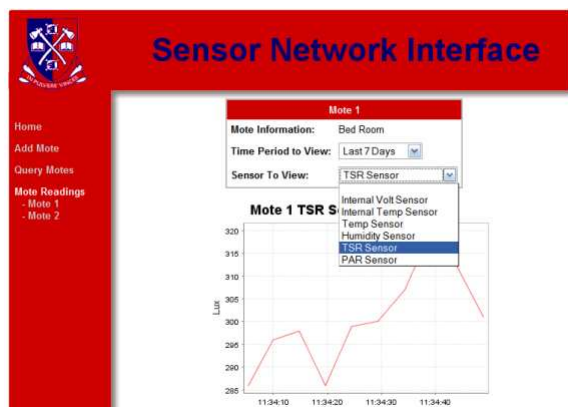 Sensor Network Interface
IN PULVERE VINCES
Home
Add Mote
Query Motes
Mote Readings
- Mote 1
- Mote 2
Mote 1
Mote Information: Bed Room
Time Period to View: Last 7 Days
Sensor To View: TSR Sensor
Internal Volt Sensor
Internal Temp Sensor
Temp Sensor
Humidity Sensor
TSR Sensor
PAR Sensor
Mote 1 TSR S
320
315
310
305
300
295
290
285
Lux
11:34:10 11:34:20 11:34:30 11:34:40